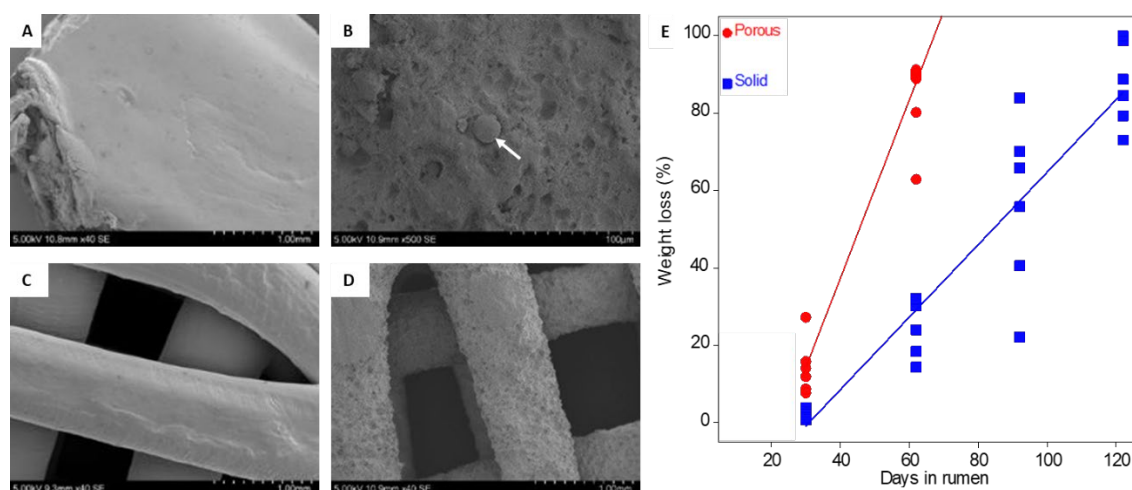 A
5.00kV 10.8mm x40 SE
1.00mm
B
5.00kV 10.9mm x500 SE
100µm
C
5.00kV 9.3mm x40 SE
1.00mm
D
5.00kV 10.9mm x40 SE
1.00mm
E
Porous
Solid
100
80
60
40
20
0
Weight loss (%)
20 40 60 80 100 120
Days in rumen